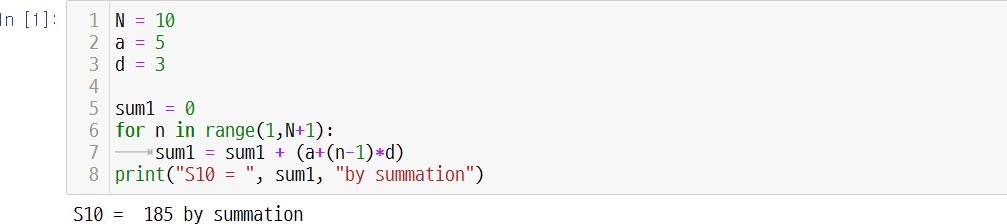 In [1]:
1 N = 10
2 a = 5
3 d = 3
4
5 sum1 = 0
6 for n in range(1,N+1):
7     sum1 = sum1 + (a+(n-1)*d)
8 print("S10 = ", sum1, "by summation")
S10 =  185 by summation